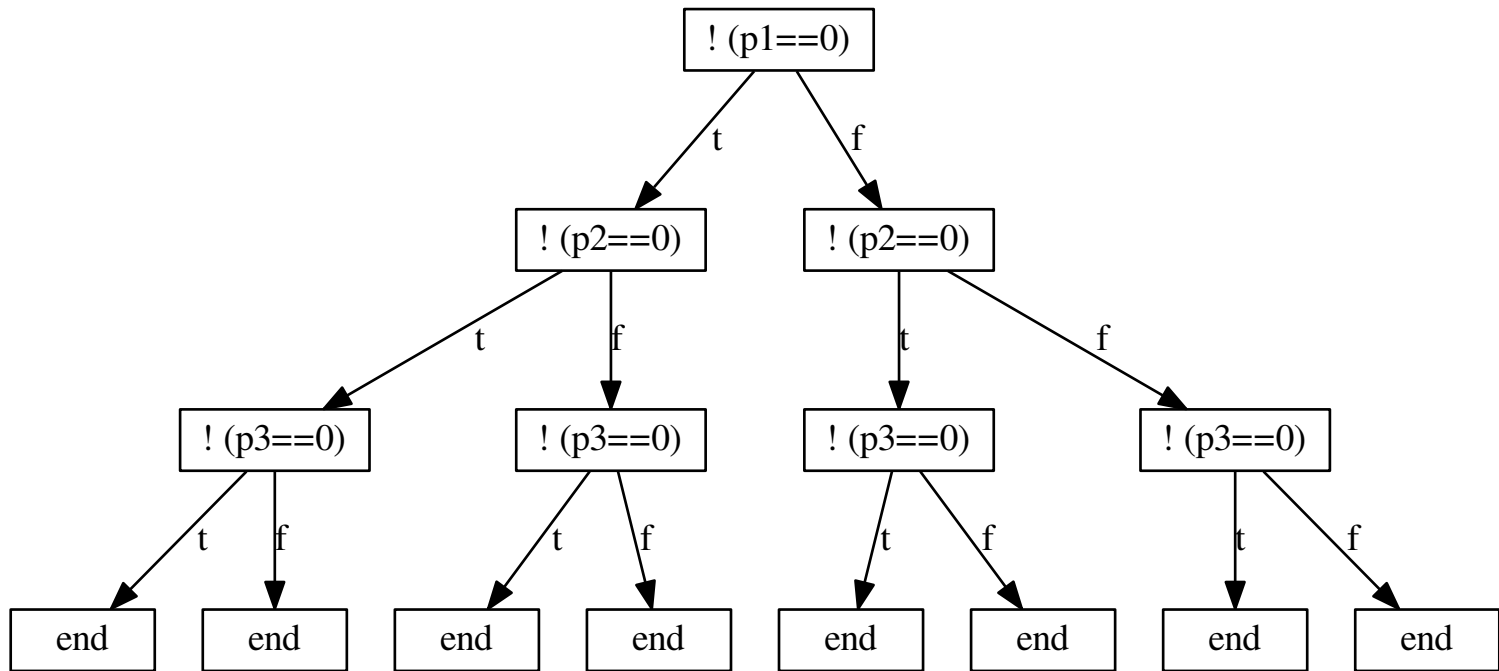 ! (p1==0)
t f
! (p2==0) ! (p2==0)
t f t f
! (p3==0) ! (p3==0) ! (p3==0) ! (p3==0)
t f t f t f t f
end end end end end end end end